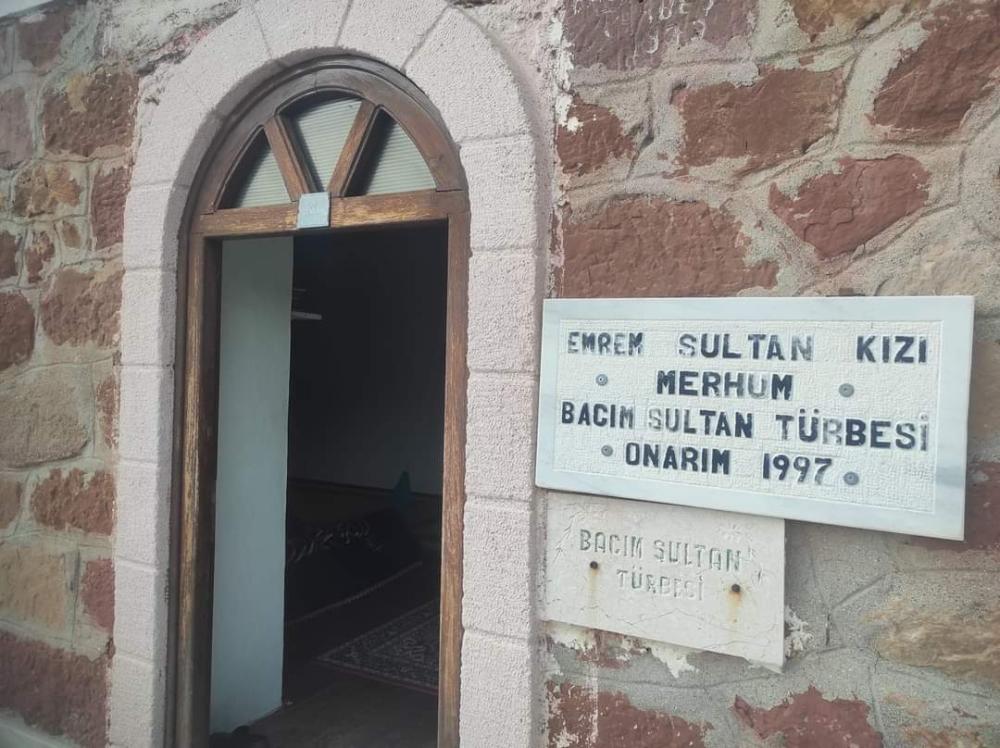 EMREM SULTAN KIZI
MERHUM
BACIM SULTAN TÜRBESİ
ONARIM 1997
BACIM SULTAN
TÜRBESİ